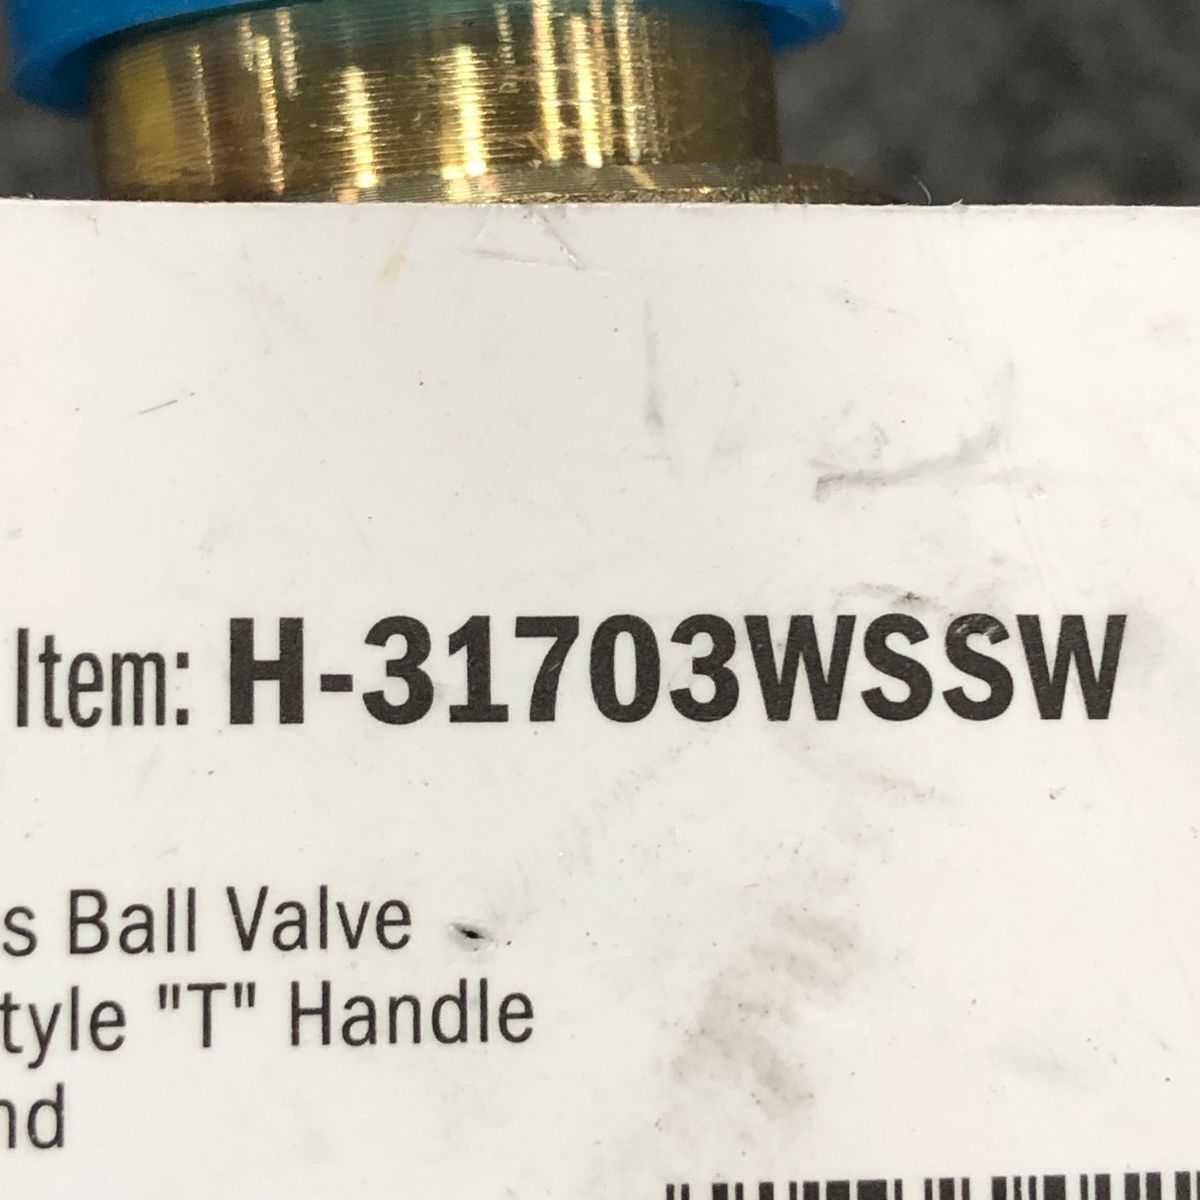 Item: H-31703WSSW
s Ball Valve
tyle "T" Handle
nd